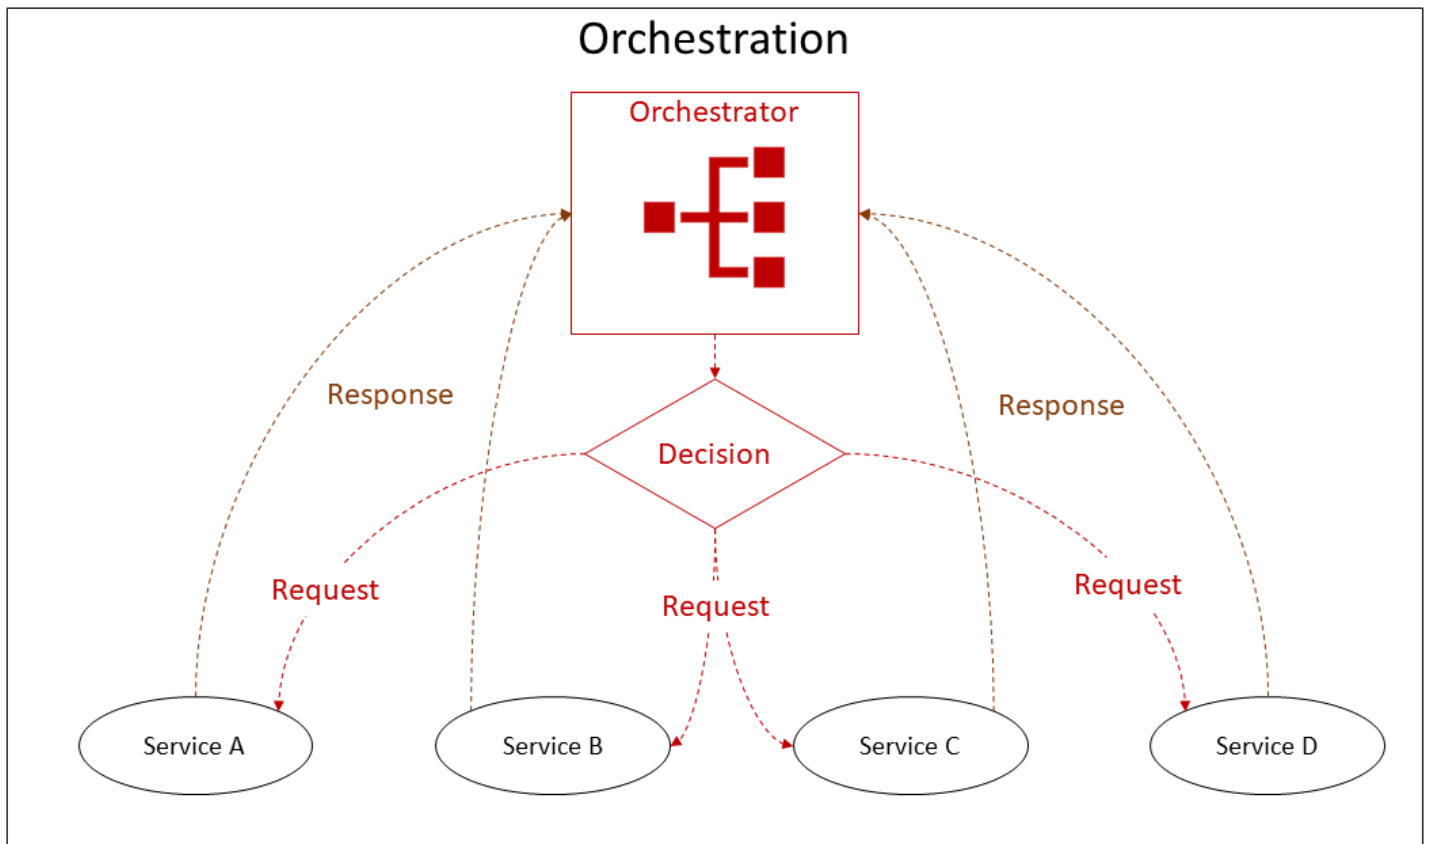 Orchestration
Orchestrator
Response
Response
Decision
Request
Request
Request
Service A
Service B
Service C
Service D